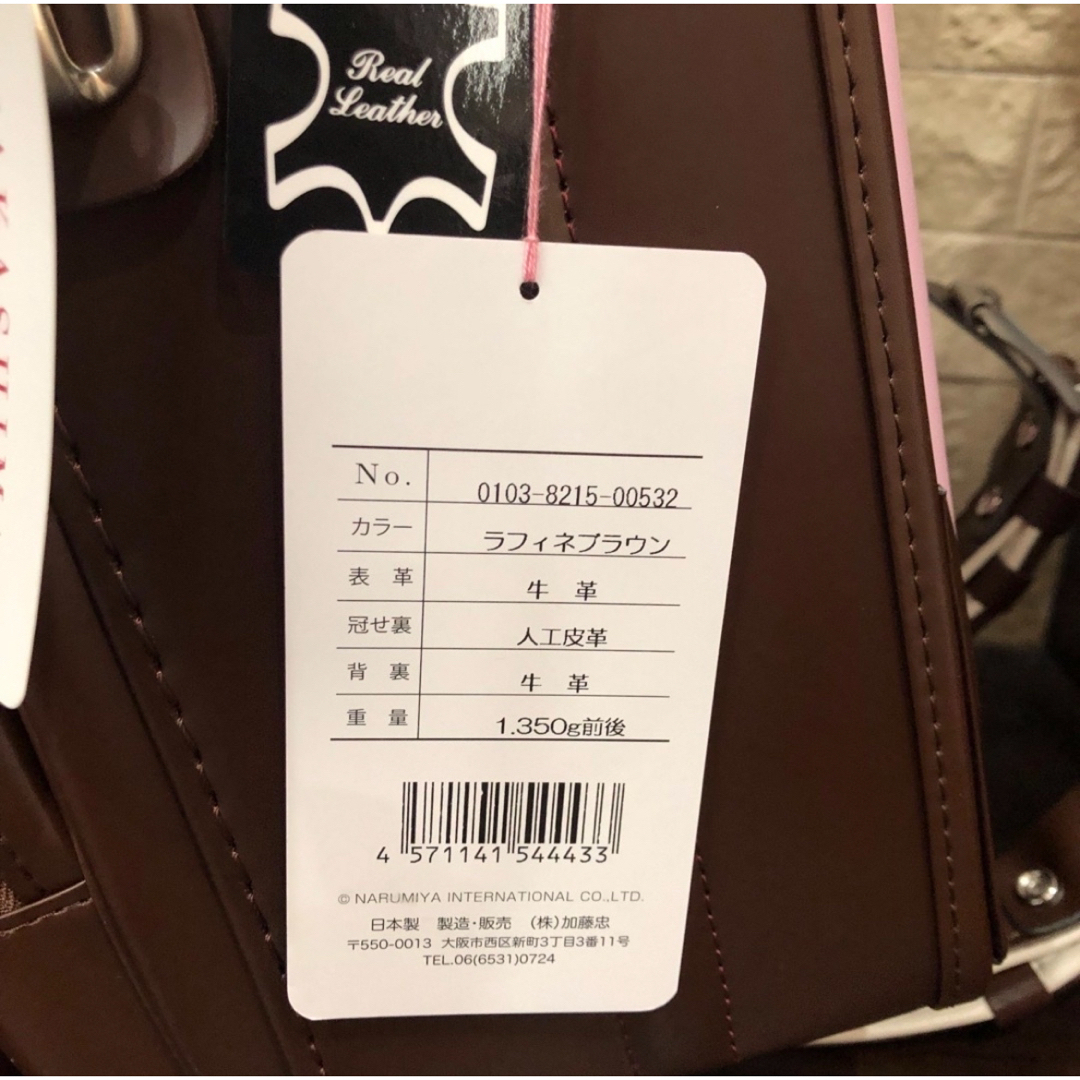 Real
Leather
No. 0103-8215-00532
カラー ラフィネブラウン
表 革 牛 革
冠せ裏 人工皮革
背 裏 牛 革
重 量 1.350g前後
4 571141 544433
© NARUMIYA INTERNATIONAL CO.,LTD.
日本製 製造・販売 (株)加藤忠
〒550-0013 大阪市西区新町3丁目3番11号
TEL.06(6531)0724